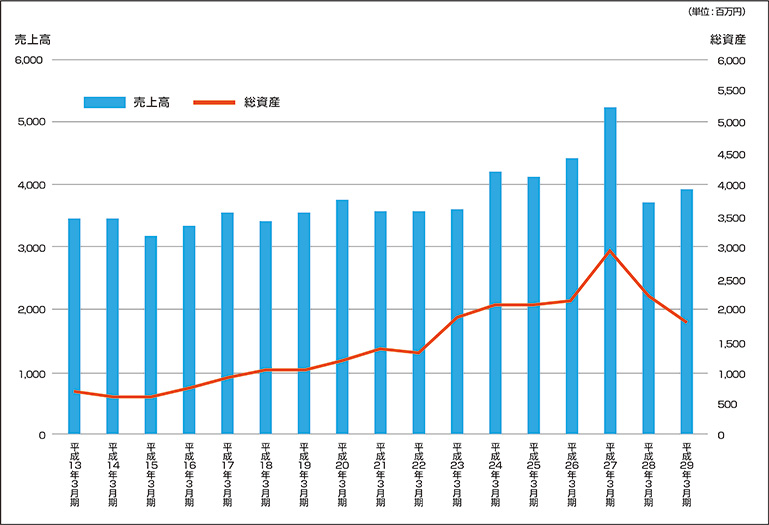 （単位：百万円）
売上高
総資産
6,000
5,000
4,000
3,000
2,000
1,000
0
売上高
総資産
6,000
5,500
5,000
4,500
4,000
3,500
3,000
2,500
2,000
1,500
1,000
500
0
平成13年3月期
平成14年3月期
平成15年3月期
平成16年3月期
平成17年3月期
平成18年3月期
平成19年3月期
平成20年3月期
平成21年3月期
平成22年3月期
平成23年3月期
平成24年3月期
平成25年3月期
平成26年3月期
平成27年3月期
平成28年3月期
平成29年3月期